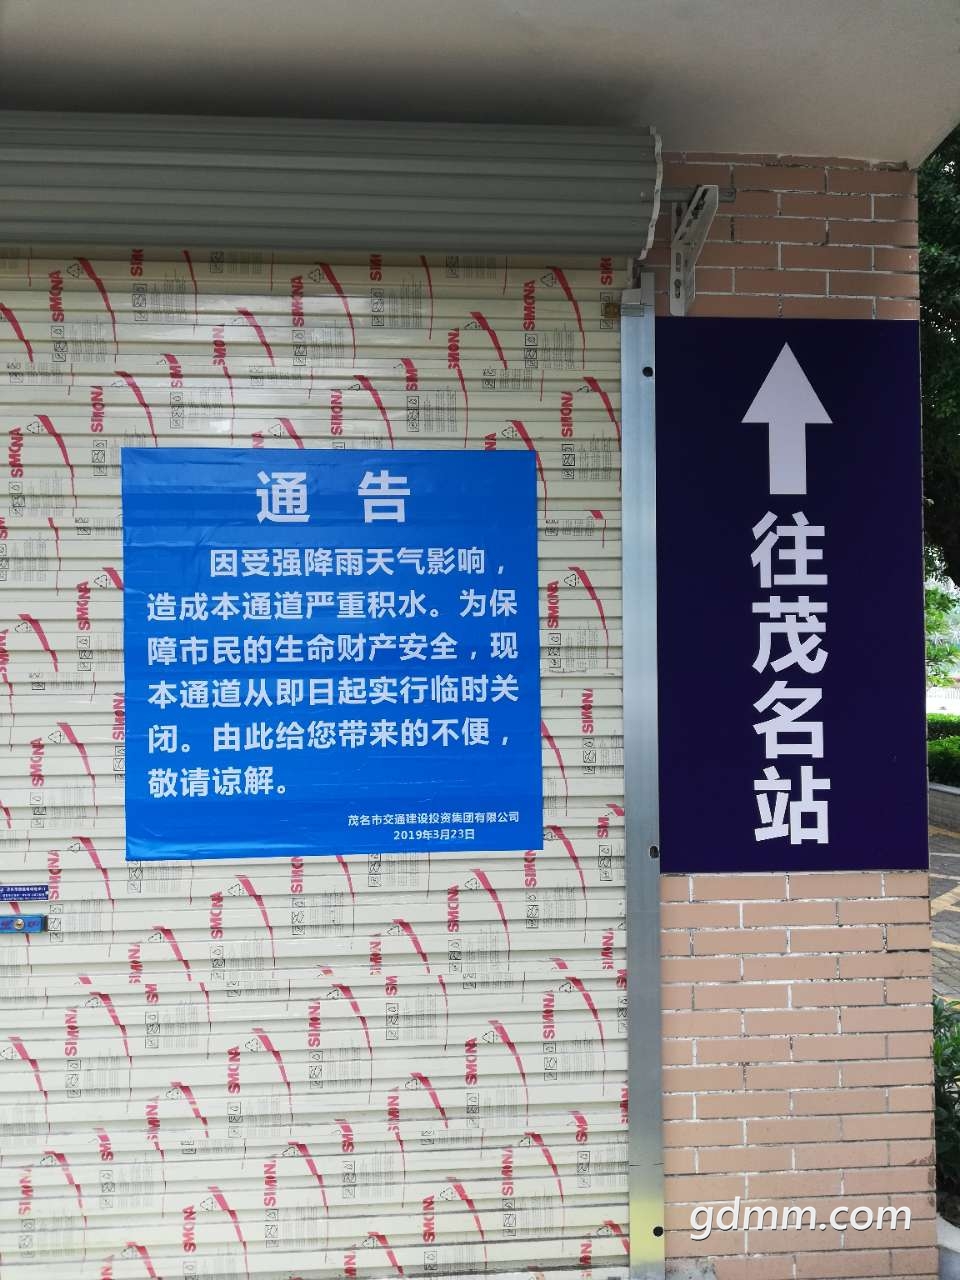 通 告
因受强降雨天气影响，
造成本通道严重积水。为保
障市民的生命财产安全，现
本通道从即日起实行临时关
闭。由此给您带来的不便，
敬请谅解。
茂名市交通建设投资集团有限公司
2019年3月23日
往茂名站
SIMONA
gdmm.com